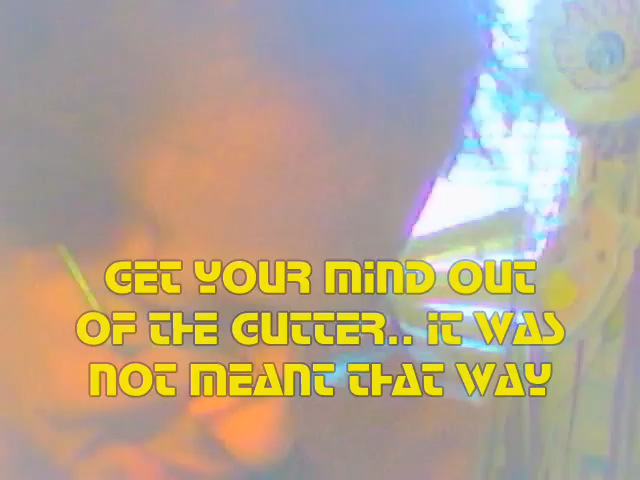 GET YOUR MiND OUT
OF THE GUTTER.. iT WAS
NOT MEANT THAT WAY